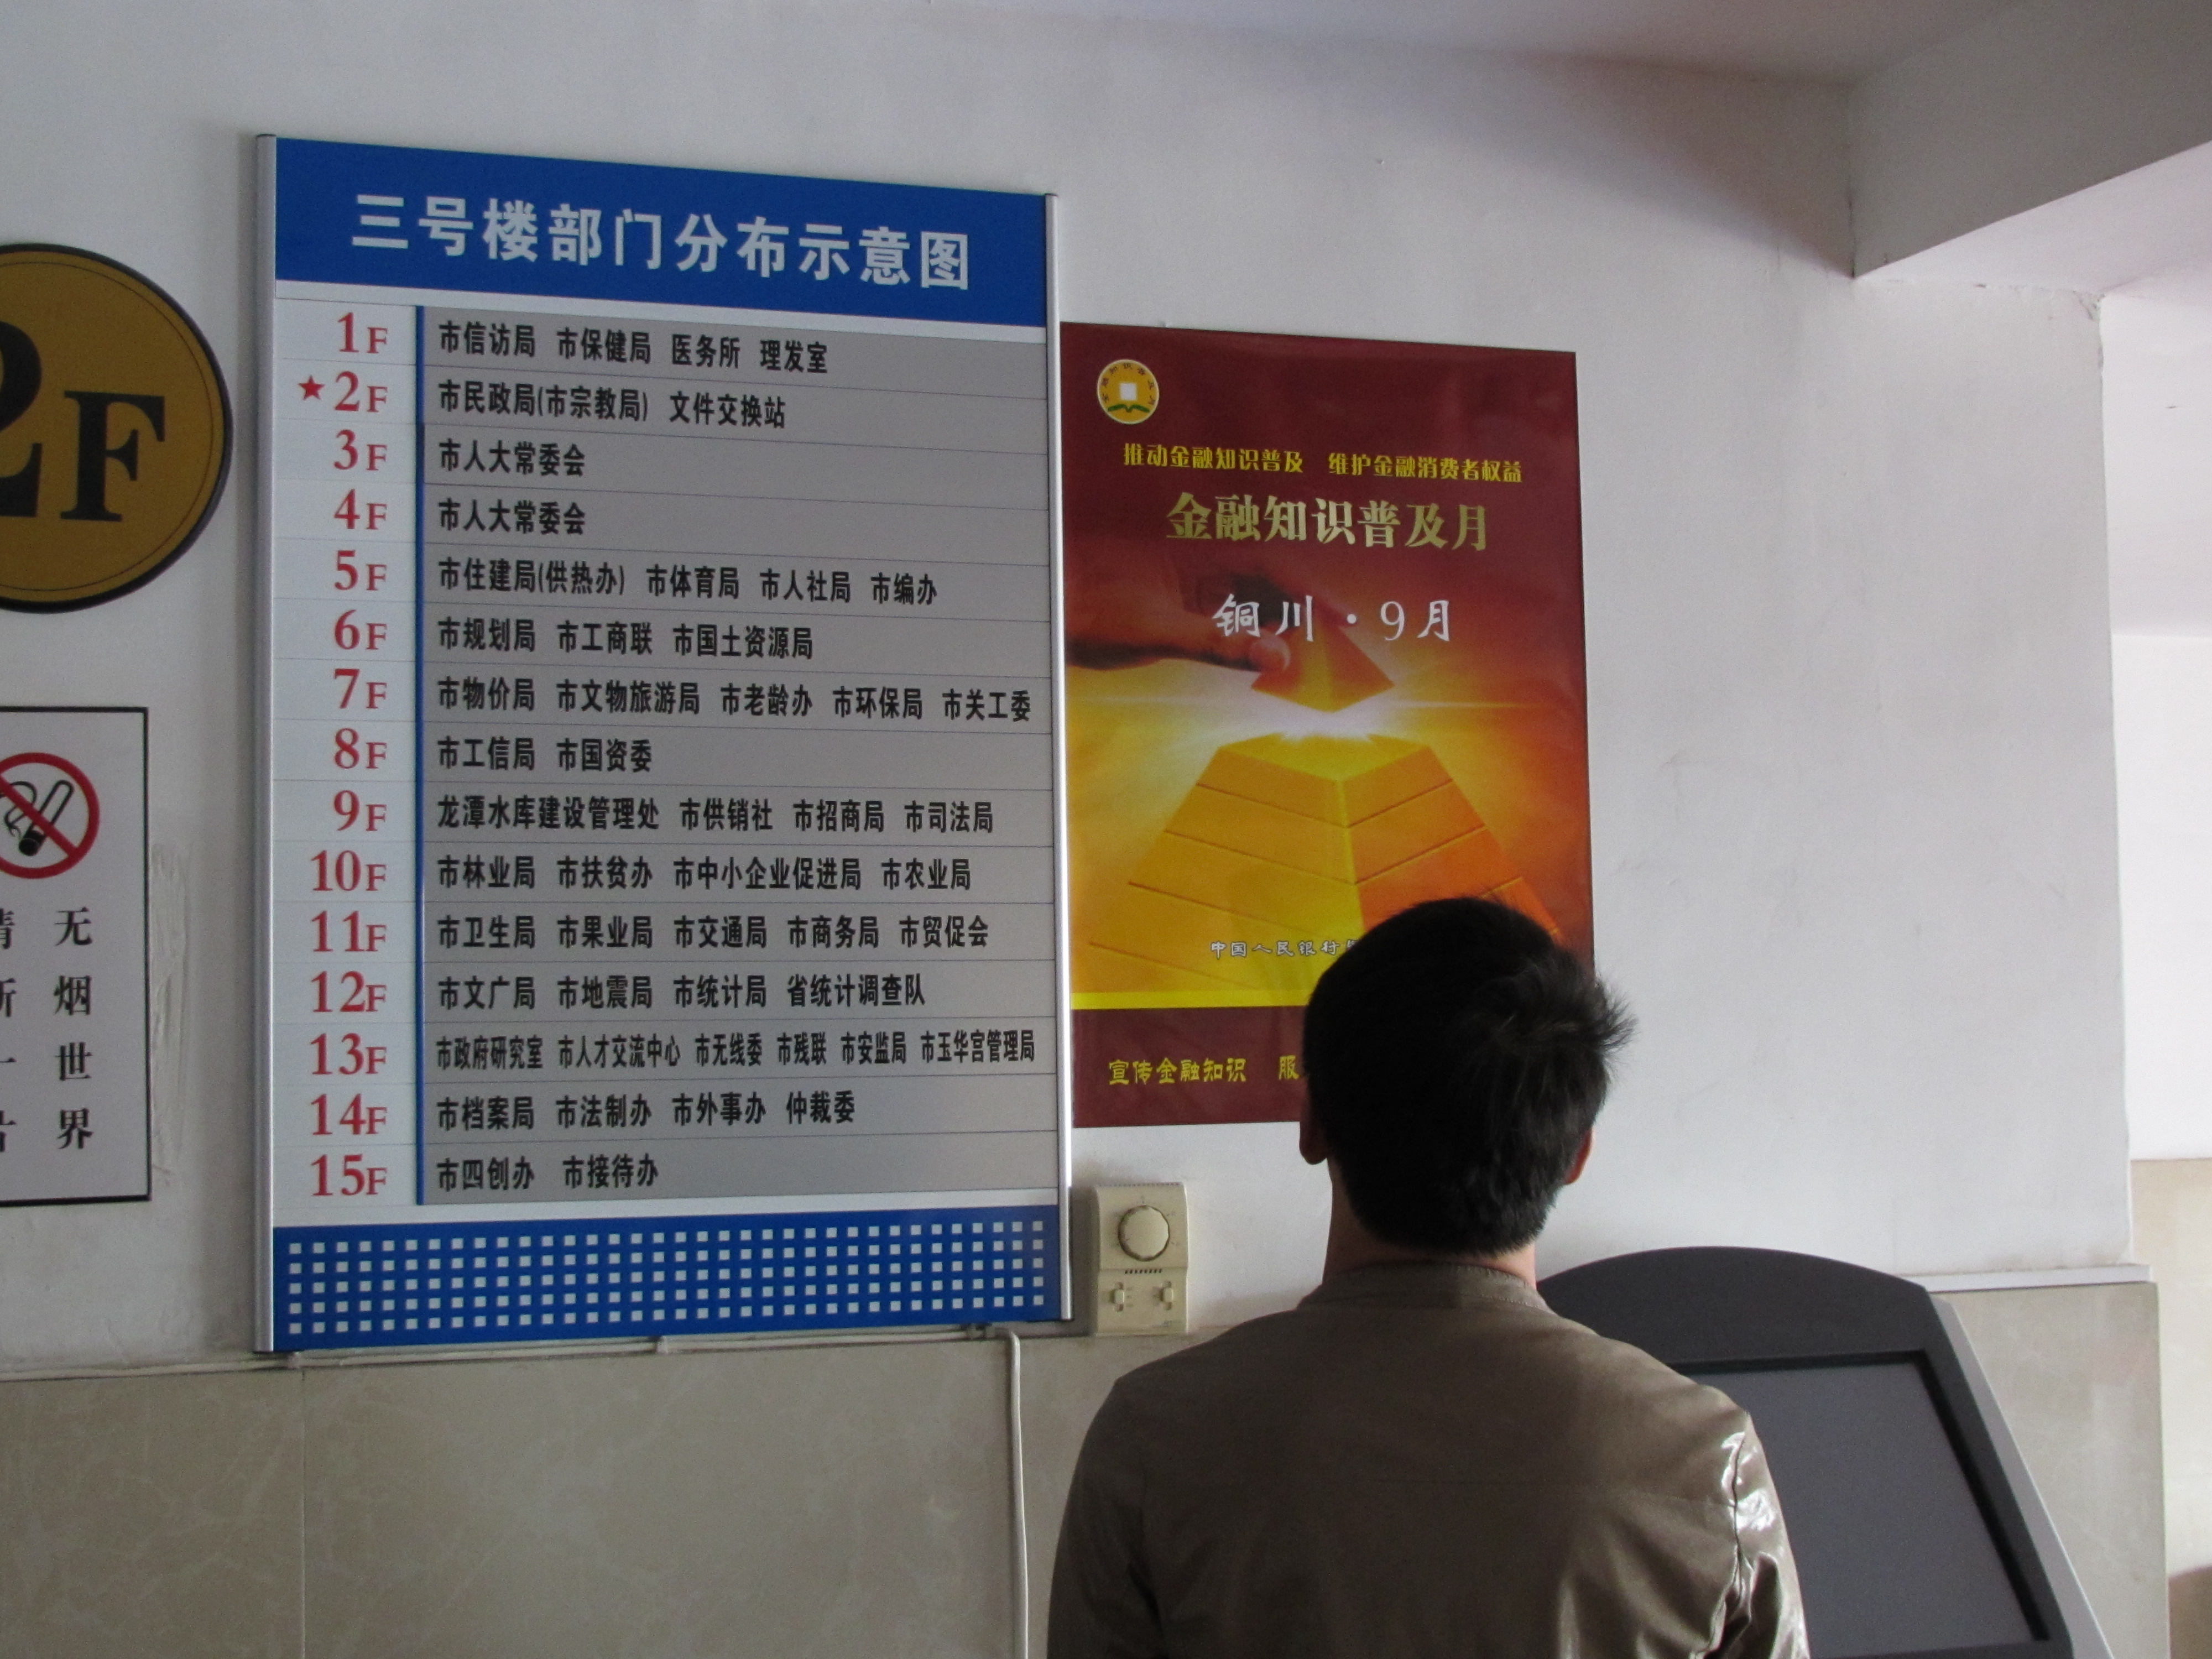 2F
无烟世界
三号楼部门分布示意图
1F 市信访局 市保健局 医务所 理发室
★2F 市民政局(市宗教局) 文件交换站
3F 市人大常委会
4F 市人大常委会
5F 市住建局(供热办) 市体育局 市人社局 市编办
6F 市规划局 市工商联 市国土资源局
7F 市物价局 市文物旅游局 市老龄办 市环保局 市关工委
8F 市工信局 市国资委
9F 龙潭水库建设管理处 市供销社 市招商局 市司法局
10F 市林业局 市扶贫办 市中小企业促进局 市农业局
11F 市卫生局 市果业局 市交通局 市商务局 市贸促会
12F 市文广局 市地震局 市统计局 省统计调查队
13F 市政府研究室 市人才交流中心 市无线委 市残联 市安监局 市玉华宫管理局
14F 市档案局 市法制办 市外事办 仲裁委
15F 市四创办 市接待办
推动金融知识普及 维护金融消费者权益
金融知识普及月
铜川·9月
中国人民银行
宣传金融知识 服